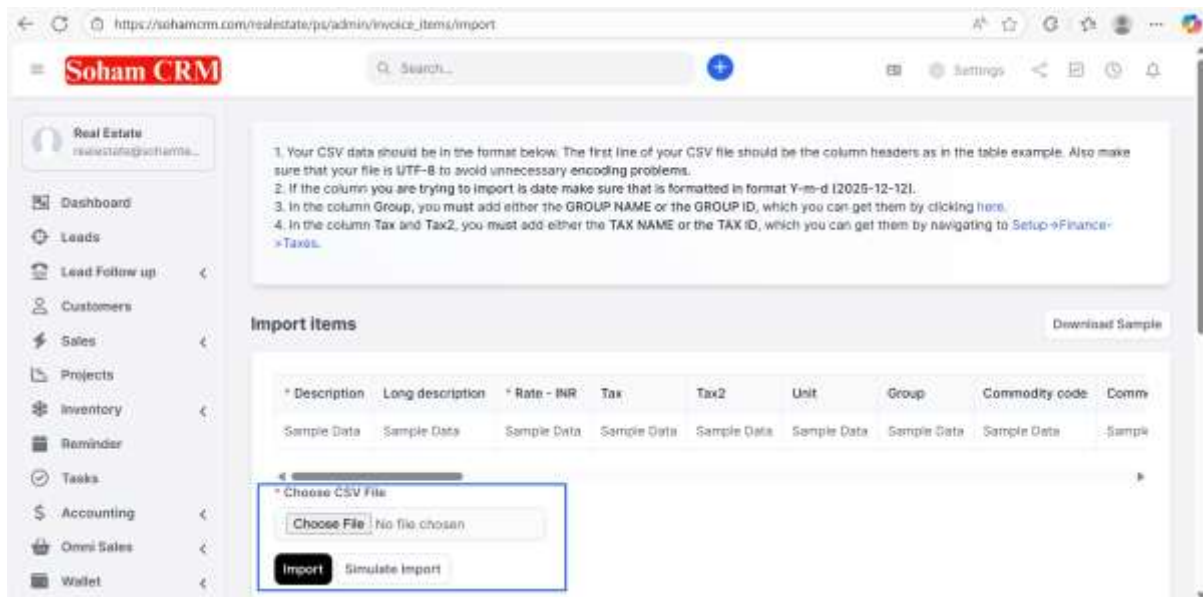 https://sohamcrm.com/realestate/ps/admin/invoice_items/import
Soham CRM
Search...
Settings
Real Estate
Dashboard
Leads
Lead Follow up
Customers
Sales
Projects
Inventory
Reminder
Tasks
Accounting
Omni Sales
Wallet
1. Your CSV data should be in the format below. The first line of your CSV file should be the column headers as in the table example. Also make
sure that your file is UTF-8 to avoid unnecessary encoding problems.
2. If the column you are trying to import is date make sure that is formatted in format Y-m-d (2025-12-12).
3. In the column Group, you must add either the GROUP NAME or the GROUP ID, which you can get them by clicking here.
4. In the column Tax and Tax2, you must add either the TAX NAME or the TAX ID, which you can get them by navigating to Setup->Finance-
>Taxes.
Import items
Download Sample
* Description Long description * Rate - INR Tax Tax2 Unit Group Commodity code Comm
Sample Data Sample Data Sample Data Sample Data Sample Data Sample Data Sample Data Sample Data Sample
* Choose CSV File
Choose File No file chosen
Import Simulate Import